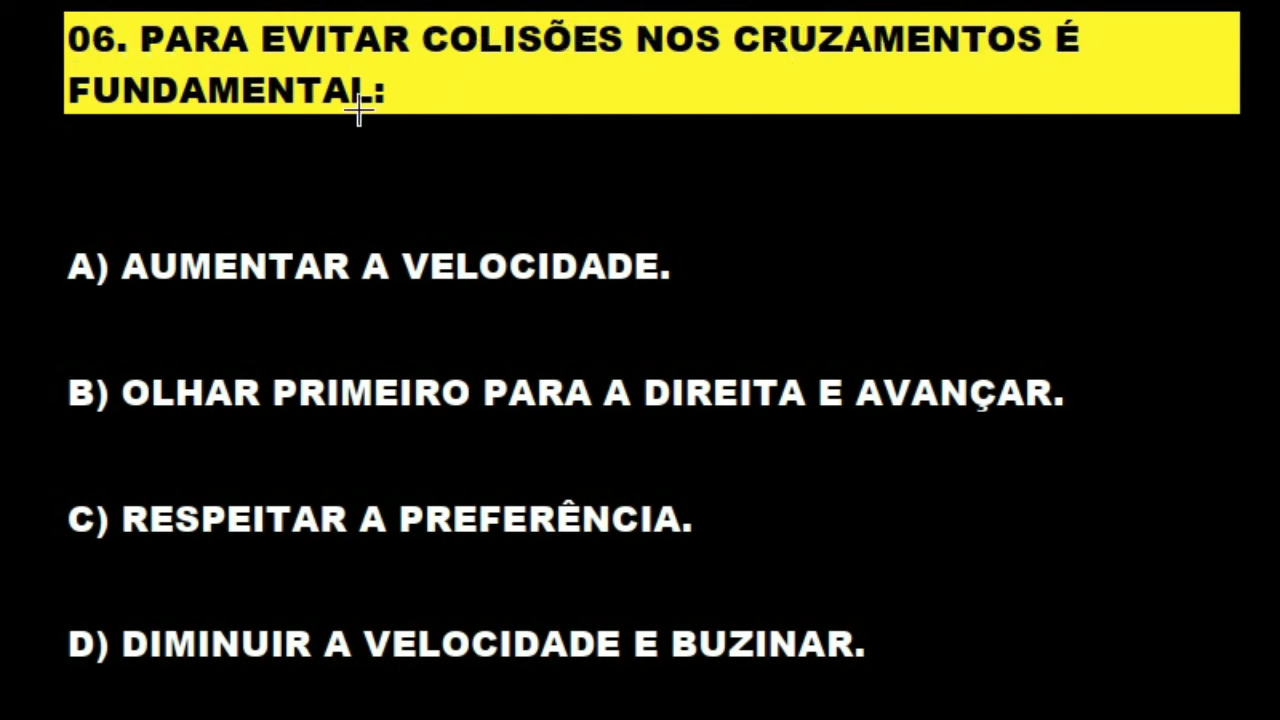 06. PARA EVITAR COLISÕES NOS CRUZAMENTOS É
FUNDAMENTAL:
A) AUMENTAR A VELOCIDADE.
B) OLHAR PRIMEIRO PARA A DIREITA E AVANÇAR.
C) RESPEITAR A PREFERÊNCIA.
D) DIMINUIR A VELOCIDADE E BUZINAR.